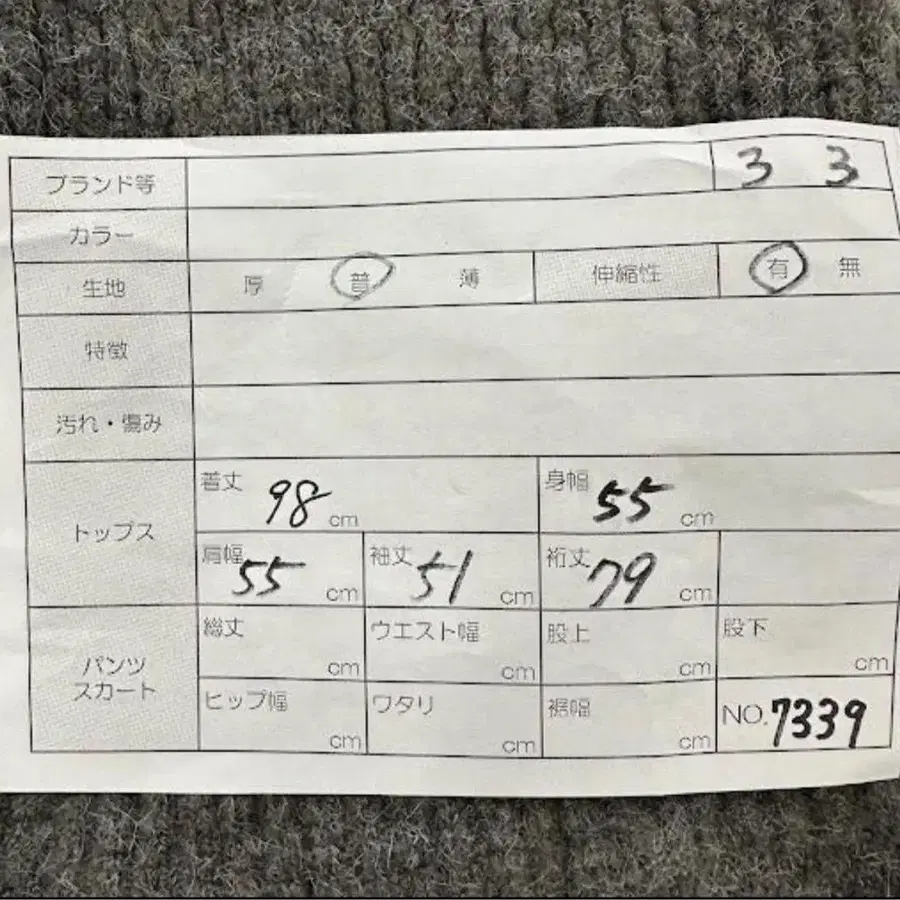 ブランド等 3 3
カラー
生地 厚 普 薄 伸縮性 有 無
特徴
汚れ・傷み
トップス
着丈 98 cm 身幅 55 cm
肩幅 55 cm 袖丈 51 cm 裄丈 79 cm
パンツ
スカート
総丈 cm ウエスト幅 cm 股上 cm 股下 cm
ヒップ幅 cm ワタリ cm 裾幅 cm NO.7339